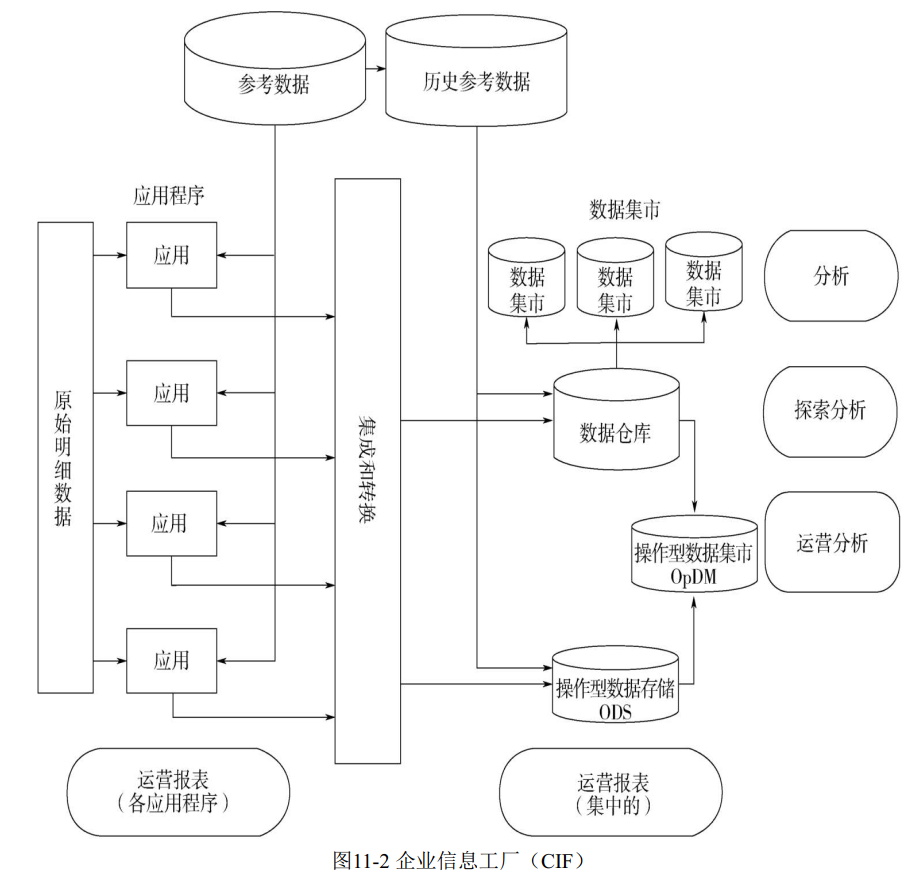 参考数据
历史参考数据
应用程序
数据集市
应用
数据
集市
数据
集市
数据
集市
分析
原始明细数据
应用
集成和转换
数据仓库
探索分析
应用
操作型数据集市
OpDM
运营分析
应用
操作型数据存储
ODS
运营报表
（各应用程序）
运营报表
（集中的）
图11-2 企业信息工厂（CIF）